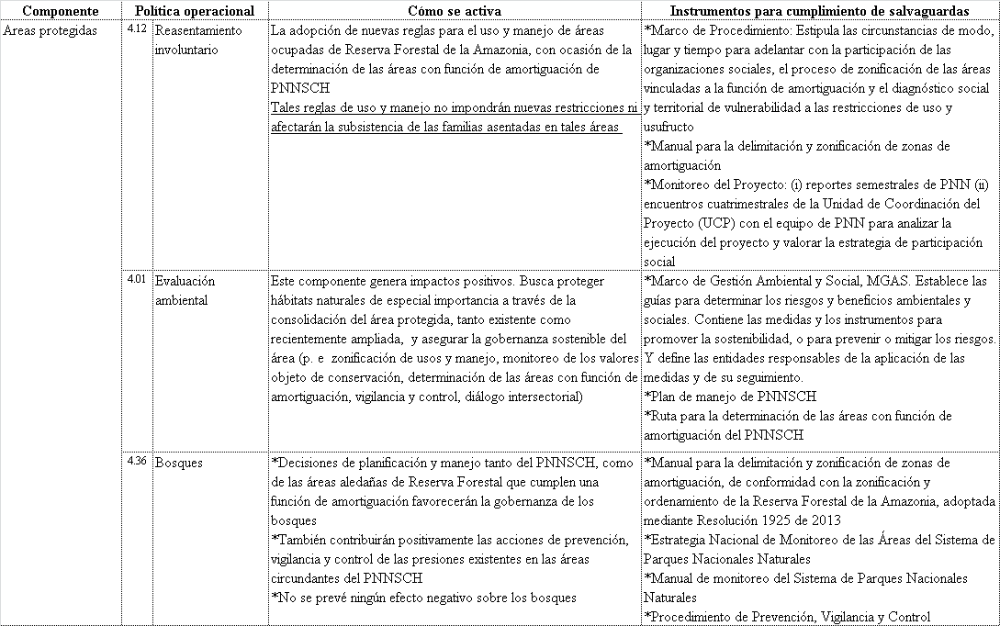 Componente Política operacional Cómo se activa Instrumentos para cumplimiento de salvaguardas
Areas protegidas
4.12 Reasentamiento
involuntario
La adopción de nuevas reglas para el uso y manejo de áreas
ocupadas de Reserva Forestal de la Amazonia, con ocasión de la
determinación de las áreas con función de amortiguación de
PNNSCH
Tales reglas de uso y manejo no impondrán nuevas restricciones ni
afectarán la subsistencia de las familias asentadas en tales áreas
*Marco de Procedimiento: Estipula las circunstancias de modo,
lugar y tiempo para adelantar con la participación de las
organizaciones sociales, el proceso de zonificación de las áreas
vinculadas a la función de amortiguación y el diagnóstico social
y territorial de vulnerabilidad a las restricciones de uso y
usufructo
*Manual para la delimitación y zonificación de zonas de
amortiguación
*Monitoreo del Proyecto: (i) reportes semestrales de PNN (ii)
encuentros cuatrimestrales de la Unidad de Coordinación del
Proyecto (UCP) con el equipo de PNN para analizar la
ejecución del proyecto y valorar la estrategia de participación
social
4.01 Evaluación
ambiental
Este componente genera impactos positivos. Busca proteger
hábitats naturales de especial importancia a través de la
consolidación del área protegida, tanto existente como
recientemente ampliada, y asegurar la gobernanza sostenible del
área (p. e zonificación de usos y manejo, monitoreo de los valores
objeto de conservación, determinación de las áreas con función de
amortiguación, vigilancia y control, diálogo intersectorial)
*Marco de Gestión Ambiental y Social, MGAS. Establece las
guías para determinar los riesgos y beneficios ambientales y
sociales. Contiene las medidas y los instrumentos para
promover la sostenibilidad, o para prevenir o mitigar los riesgos.
Y define las entidades responsables de la aplicación de las
medidas y de su seguimiento.
*Plan de manejo de PNNSCH
*Ruta para la determinación de las áreas con función de
amortiguación del PNNSCH
4.36 Bosques
*Decisiones de planificación y manejo tanto del PNNSCH, como
de las áreas aledañas de Reserva Forestal que cumplen una
función de amortiguación favorecerán la gobernanza de los
bosques
*También contribuirán positivamente las acciones de prevención,
vigilancia y control de las presiones existentes en las áreas
circundantes del PNNSCH
*No se prevé ningún efecto negativo sobre los bosques
*Manual para la delimitación y zonificación de zonas de
amortiguación, de conformidad con la zonificación y
ordenamiento de la Reserva Forestal de la Amazonia, adoptada
mediante Resolución 1925 de 2013
*Estrategia Nacional de Monitoreo de las Áreas del Sistema de
Parques Nacionales Naturales
*Manual de monitoreo del Sistema de Parques Nacionales
Naturales
*Procedimiento de Prevención, Vigilancia y Control